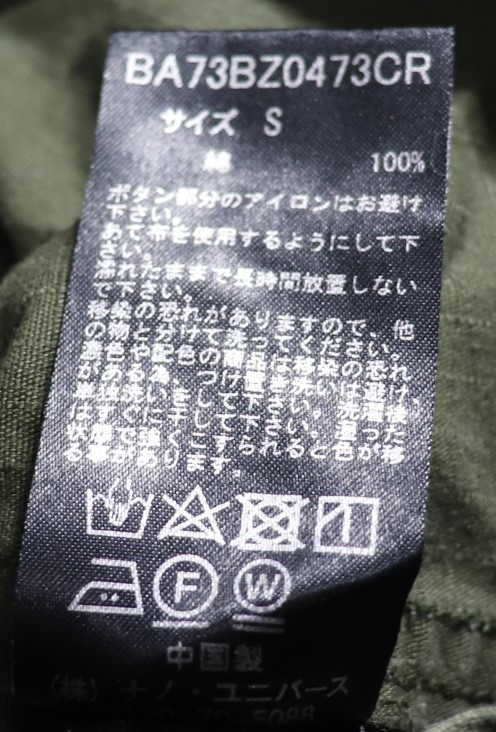 BA73BZ0473CR
サイズ S
綿 100%
ボタン部分のアイロンはお避け
下さい。
あて布を使用するようにして下
さい。
濡れたままで長時間放置しない
で下さい。
移染の恐れがありますので、他
の物と分けて洗ってください。
濃色や配色の商品は移染の恐れ
がある為、つけ置き洗いは避け、
単独洗いをして下さい。洗濯後
はすぐに干して下さい。湿った
状態で強くこすられると色が移
る事があります。
F
W
中国製
(株)ナノ・ユニバース